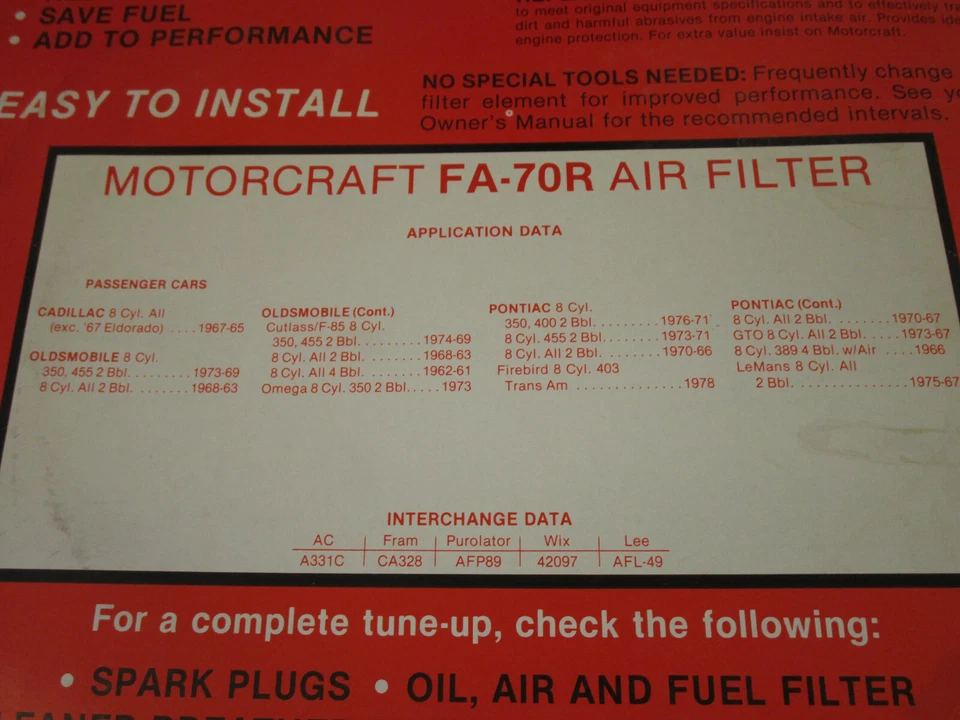 • SAVE FUEL
• ADD TO PERFORMANCE
to meet original equipment specifications and to effectively
dirt and harmful abrasives from engine intake air. Provides
engine protection. For extra value insist on Motorcraft.
EASY TO INSTALL
NO SPECIAL TOOLS NEEDED: Frequently change
filter element for improved performance. See
Owner's Manual for the recommended intervals.
MOTORCRAFT FA-70R AIR FILTER
APPLICATION DATA
PASSENGER CARS
CADILLAC 8 Cyl. All
(exc. '67 Eldorado) ....1967-65
OLDSMOBILE 8 Cyl.
350, 455 2 Bbl..........1973-69
8 Cyl. All 2 Bbl.........1968-63
OLDSMOBILE (Cont.)
Cutlass/F-85 8 Cyl.
350, 455 2 Bbl..........1974-69
8 Cyl. All 2 Bbl.........1968-63
8 Cyl. All 4 Bbl.........1962-61
Omega 8 Cyl. 350 2 Bbl.....1973
PONTIAC 8 Cyl.
350, 400 2 Bbl.........1976-71
8 Cyl. 455 2 Bbl........1973-71
8 Cyl. All 2 Bbl.........1970-66
Firebird 8 Cyl. 403
Trans Am ...............1978
PONTIAC (Cont.)
8 Cyl. All 2 Bbl. ........1970-67
GTO 8 Cyl. All 2 Bbl.....1973-67
8 Cyl. 389 4 Bbl. w/Air ....1966
LeMans 8 Cyl. All
2 Bbl................1975-67
INTERCHANGE DATA
AC Fram Purolator Wix Lee
A331C CA328 AFP89 42097 AFL-49
For a complete tune-up, check the following:
• SPARK PLUGS • OIL, AIR AND FUEL FILTER